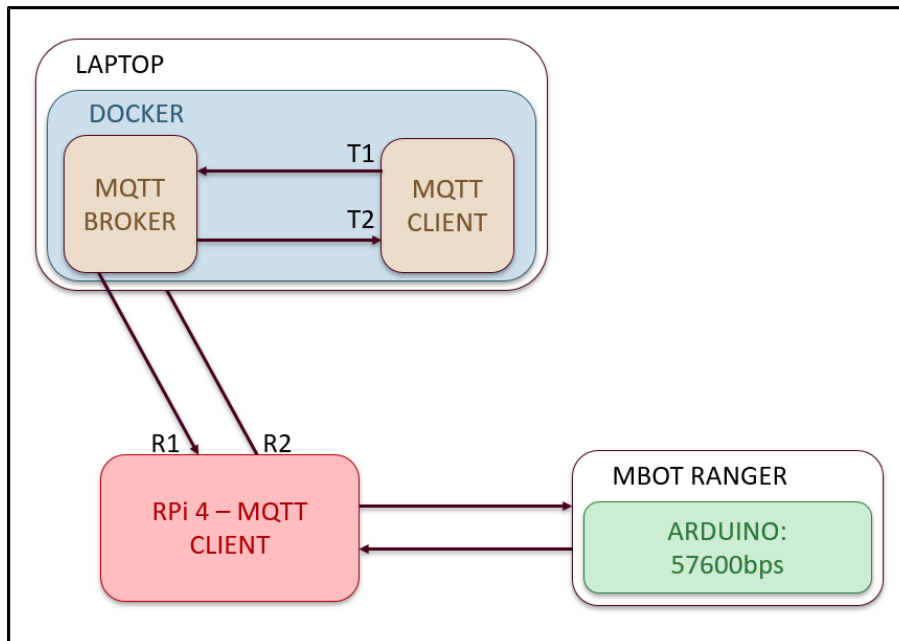 LAPTOP
DOCKER
T1
MQTT
BROKER
MQTT
CLIENT
T2
R1
R2
RPi 4 – MQTT
CLIENT
MBOT RANGER
ARDUINO:
57600bps